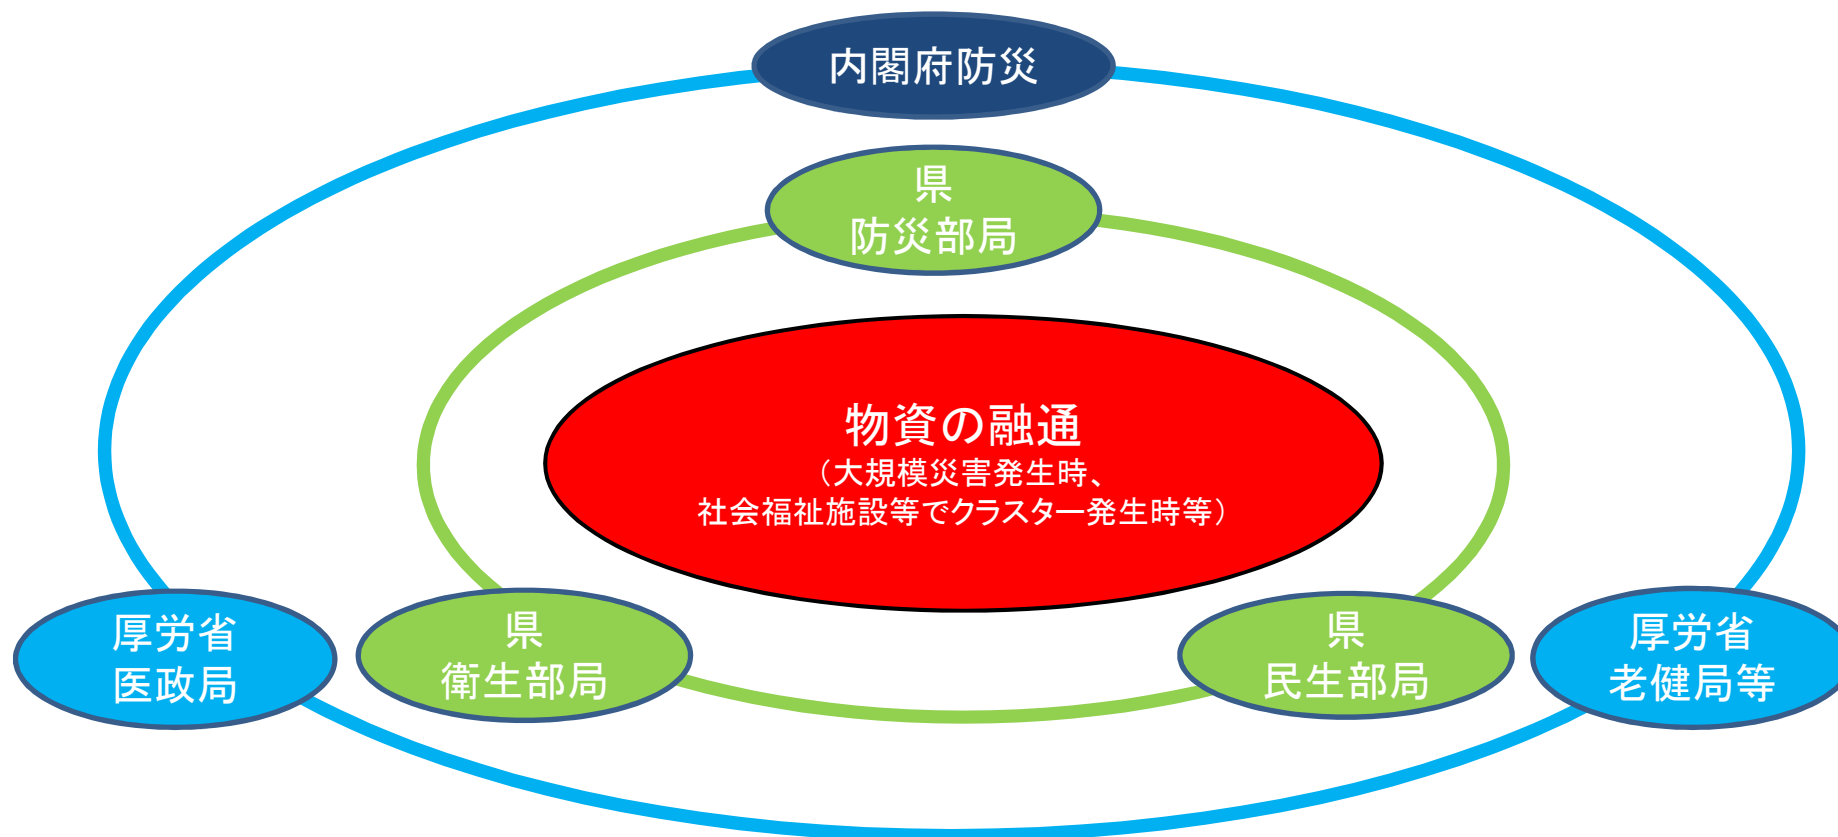 内閣府防災
県
防災部局
物資の融通
（大規模災害発生時、
社会福祉施設等でクラスター発生時等）
厚労省
医政局
県
衛生部局
県
民生部局
厚労省
老健局等